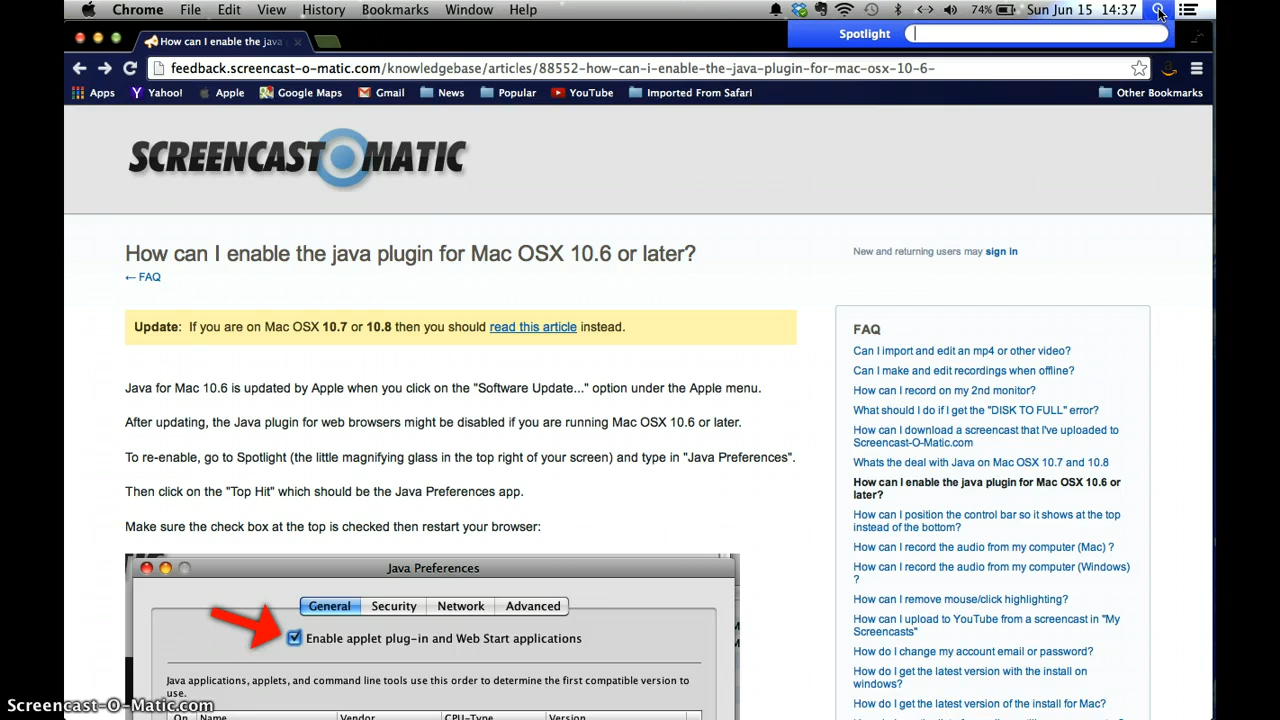 Chrome File Edit View History Bookmarks Window Help 74% Sun Jun 15 14:37
How can I enable the java
Spotlight
feedback.screencast-o-matic.com/knowledgebase/articles/88552-how-can-i-enable-the-java-plugin-for-mac-osx-10-6-
Apps Yahoo! Apple Google Maps Gmail News Popular YouTube Imported From Safari Other Bookmarks
SCREENCAST-O-MATIC
How can I enable the java plugin for Mac OSX 10.6 or later?
← FAQ
New and returning users may sign in
Update: If you are on Mac OSX 10.7 or 10.8 then you should read this article instead.
Java for Mac 10.6 is updated by Apple when you click on the "Software Update..." option under the Apple menu.
After updating, the Java plugin for web browsers might be disabled if you are running Mac OSX 10.6 or later.
To re-enable, go to Spotlight (the little magnifying glass in the top right of your screen) and type in "Java Preferences".
Then click on the "Top Hit" which should be the Java Preferences app.
Make sure the check box at the top is checked then restart your browser:
Java Preferences
General Security Network Advanced
Enable applet plug-in and Web Start applications
Java applications, applets, and command line tools use this order to determine the first compatible version to
use.
On Name Vendor CPU-Type Version
FAQ
Can I import and edit an mp4 or other video?
Can I make and edit recordings when offline?
How can I record on my 2nd monitor?
What should I do if I get the "DISK TO FULL" error?
How can I download a screencast that I've uploaded to
Screencast-O-Matic.com
Whats the deal with Java on Mac OSX 10.7 and 10.8
How can I enable the java plugin for Mac OSX 10.6 or
later?
How can I position the control bar so it shows at the top
instead of the bottom?
How can I record the audio from my computer (Mac) ?
How can I record the audio from my computer (Windows)
?
How can I remove mouse/click highlighting?
How can I upload to YouTube from a screencast in "My
Screencasts"
How do I change my account email or password?
How do I get the latest version with the install on
windows?
How do I get the latest version of the install for Mac?
Screencast-O-Matic.com